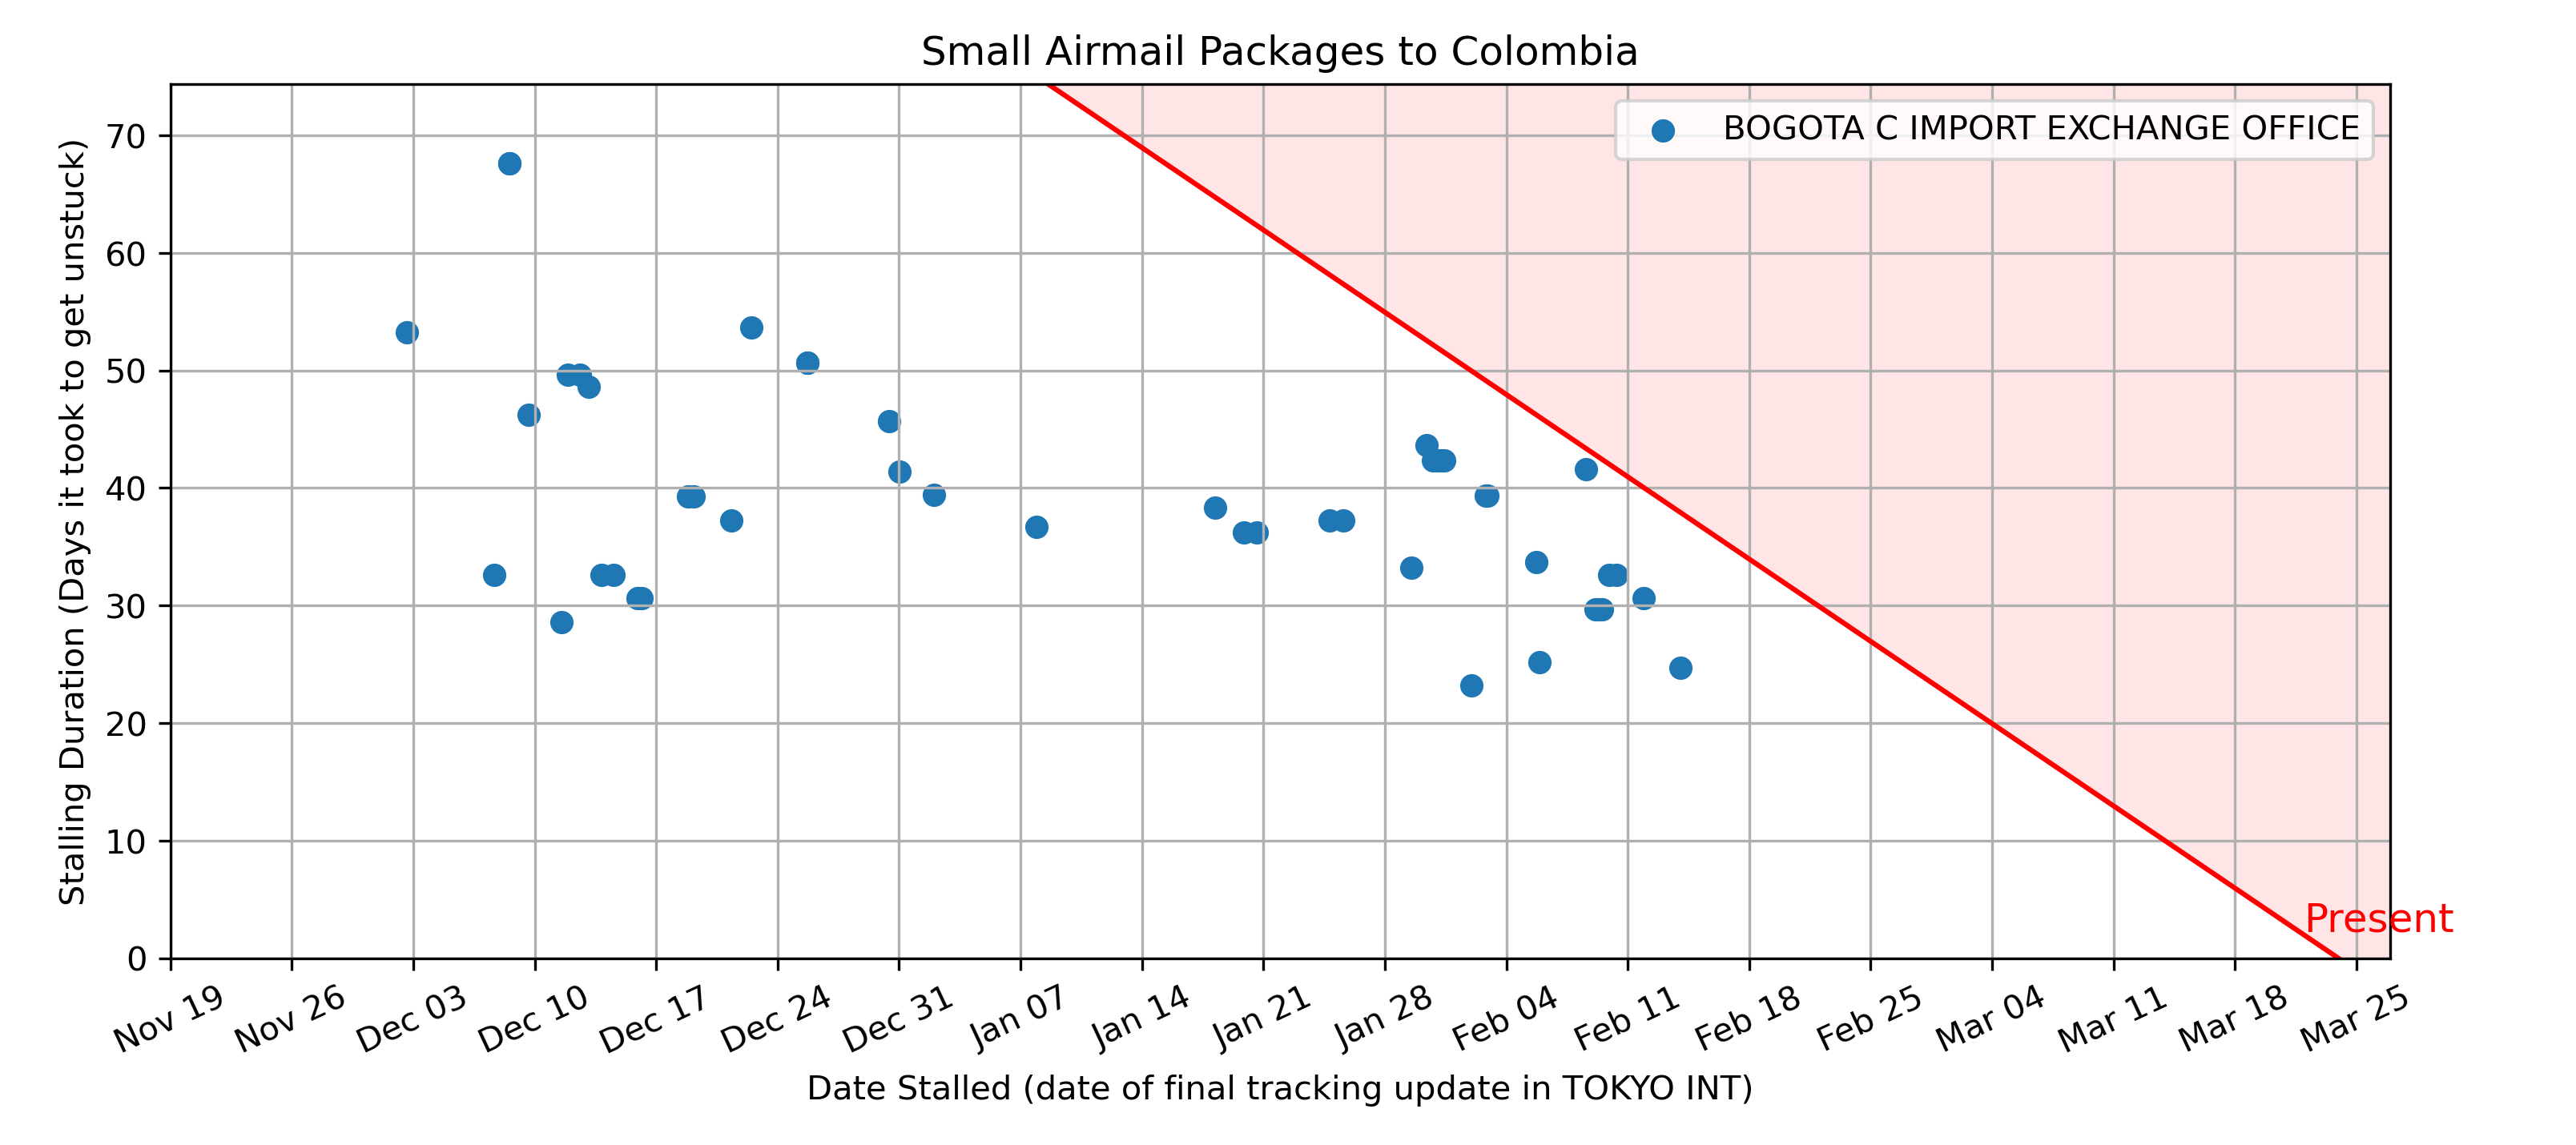 Small Airmail Packages to Colombia
BOGOTA C IMPORT EXCHANGE OFFICE
Stalling Duration (Days it took to get unstuck)
70
60
50
40
30
20
10
0
Present
Nov 19
Nov 26
Dec 03
Dec 10
Dec 17
Dec 24
Dec 31
Jan 07
Jan 14
Jan 21
Jan 28
Feb 04
Feb 11
Feb 18
Feb 25
Mar 04
Mar 11
Mar 18
Mar 25
Date Stalled (date of final tracking update in TOKYO INT)